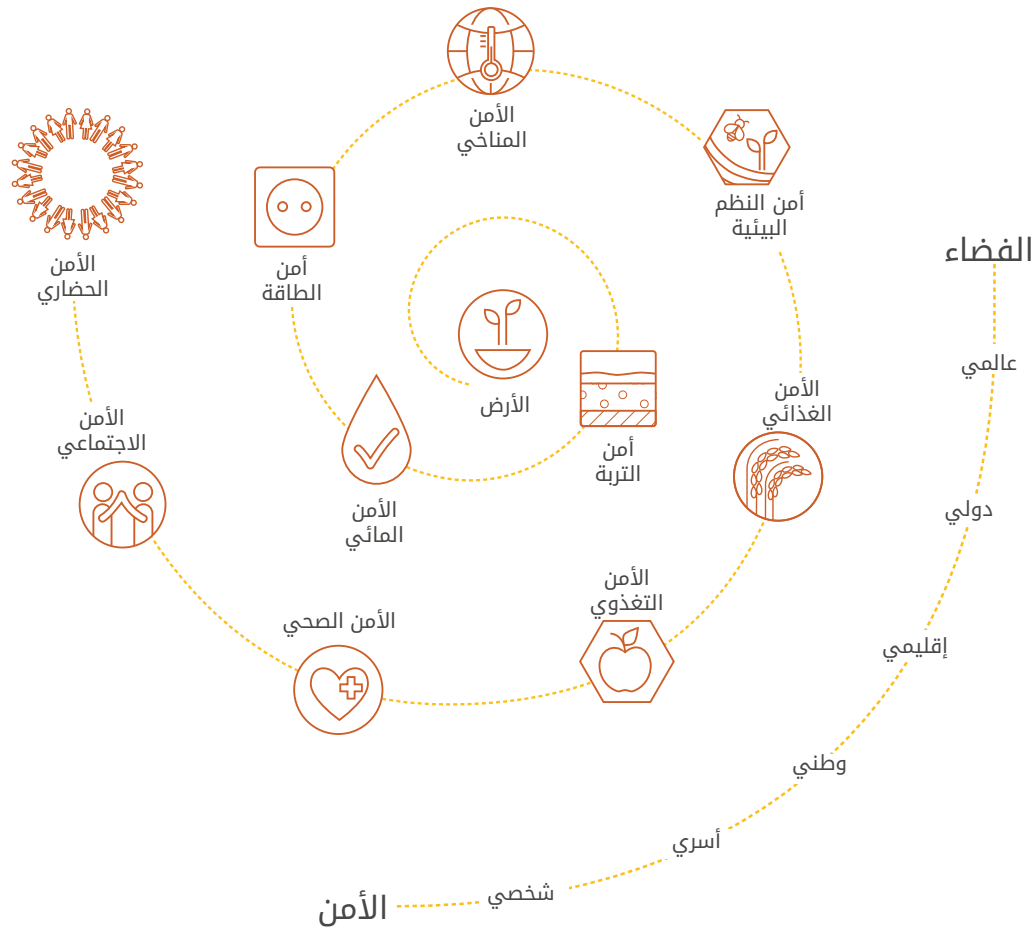 الأمن
المناخي
أمن النظم
البيئية
الفضاء
الأمن
الحضاري
أمن
الطاقة
عالمي
الأمن
الغذائي
الأرض
الأمن
الاجتماعي
أمن
التربة
الأمن
المائي
دولي
الأمن
التغذوي
الأمن الصحي
إقليمي
وطني
أسري
شخصي
الأمن